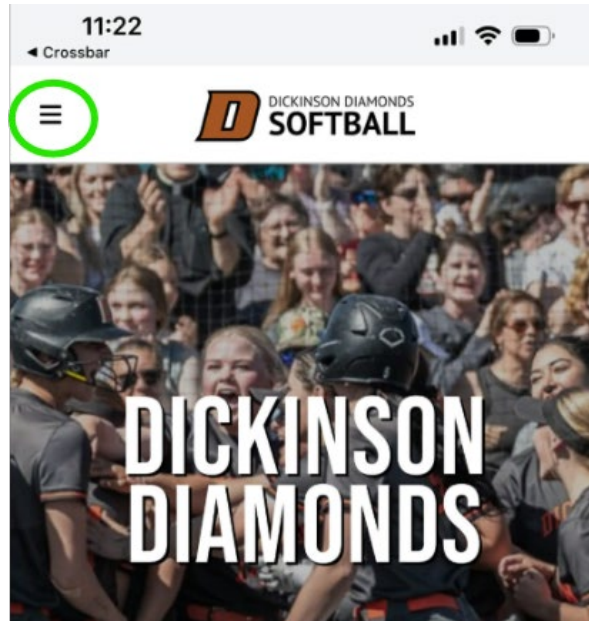 11:22
◄ Crossbar
DICKINSON DIAMONDS
SOFTBALL
DICKINSON
DIAMONDS